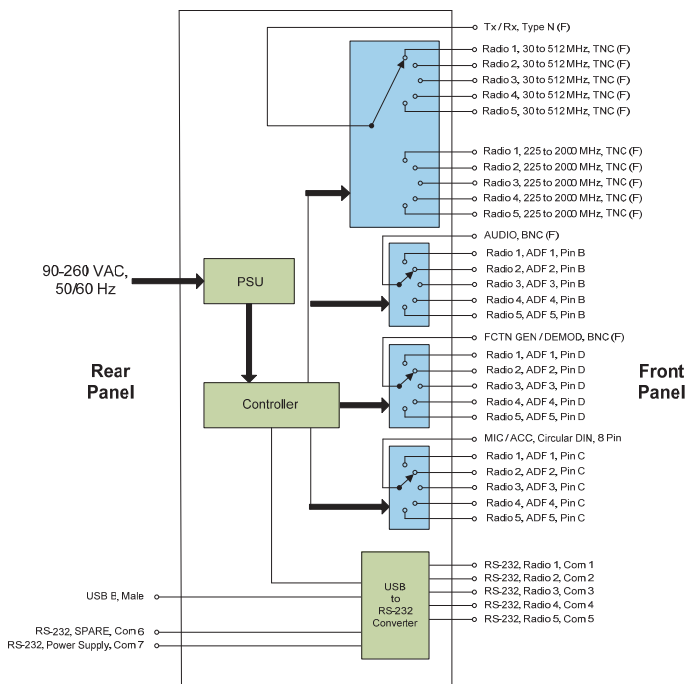 Tx / Rx, Type N (F)
Radio 1, 30 to 512 MHz, TNC (F)
Radio 2, 30 to 512 MHz, TNC (F)
Radio 3, 30 to 512 MHz, TNC (F)
Radio 4, 30 to 512 MHz, TNC (F)
Radio 5, 30 to 512 MHz, TNC (F)
Radio 1, 225 to 2000 MHz, TNC (F)
Radio 2, 225 to 2000 MHz, TNC (F)
Radio 3, 225 to 2000 MHz, TNC (F)
Radio 4, 225 to 2000 MHz, TNC (F)
Radio 5, 225 to 2000 MHz, TNC (F)
AUDIO, BNC (F)
Radio 1, ADF 1, Pin B
Radio 2, ADF 2, Pin B
Radio 3, ADF 3, Pin B
Radio 4, ADF 4, Pin B
Radio 5, ADF 5, Pin B
90-260 VAC,
50/60 Hz
PSU
FCTN GEN / DEMOD, BNC (F)
Radio 1, ADF 1, Pin D
Radio 2, ADF 2, Pin D
Radio 3, ADF 3, Pin D
Radio 4, ADF 4, Pin D
Radio 5, ADF 5, Pin D
Rear
Panel
Controller
Front
Panel
MIC / ACC, Circular DIN, 8 Pin
Radio 1, ADF 1, Pin C
Radio 2, ADF 2, Pin C
Radio 3, ADF 3, Pin C
Radio 4, ADF 4, Pin C
Radio 5, ADF 5, Pin C
USB
to
RS-232
Converter
RS-232, Radio 1, Com 1
RS-232, Radio 2, Com 2
RS-232, Radio 3, Com 3
RS-232, Radio 4, Com 4
RS-232, Radio 5, Com 5
USB B, Male
RS-232, SPARE, Com 6
RS-232, Power Supply, Com 7